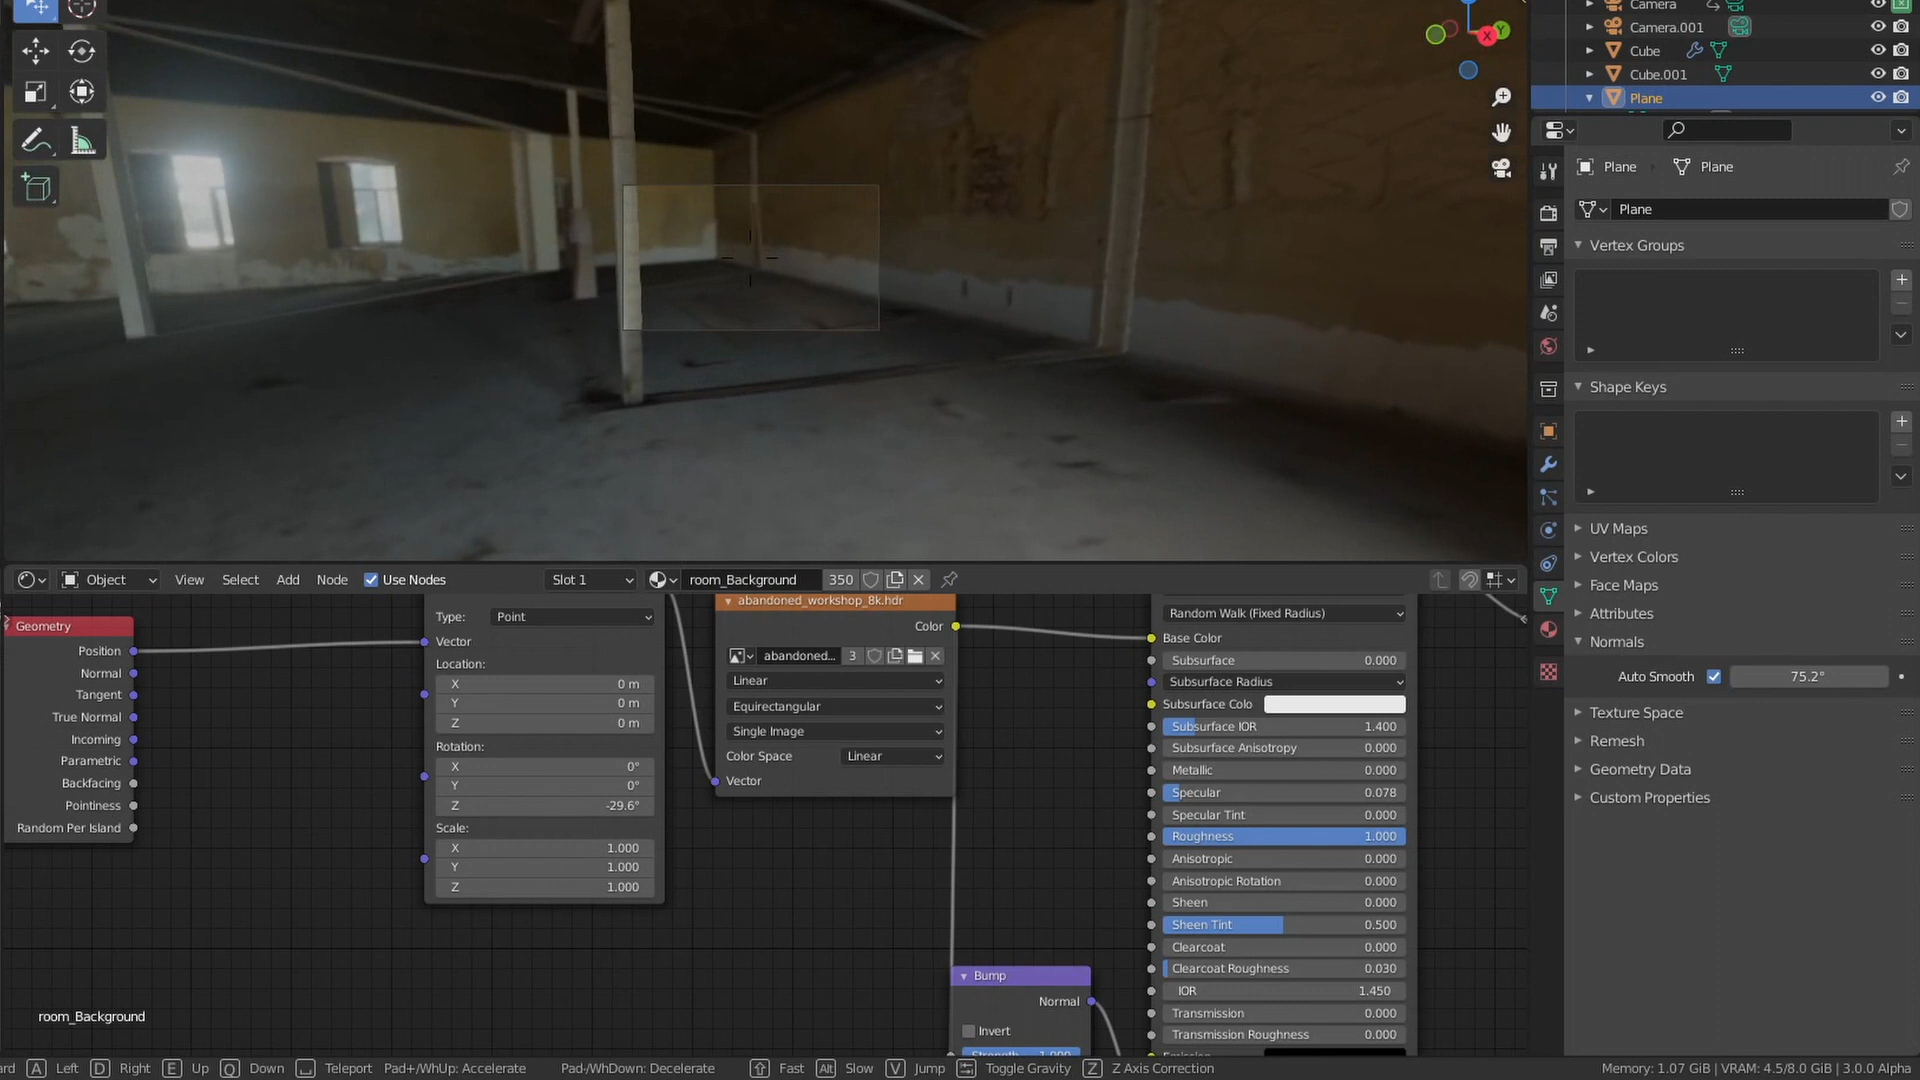 Camera
Camera.001
Cube
Cube.001
Plane
Y
X
Plane
Plane
Plane
Vertex Groups
Shape Keys
UV Maps
Vertex Colors
Face Maps
Attributes
Normals
Auto Smooth
75.2°
Texture Space
Remesh
Geometry Data
Custom Properties
Object
View
Select
Add
Node
Use Nodes
Slot 1
room_Background
350
Geometry
Position
Normal
Tangent
True Normal
Incoming
Parametric
Backfacing
Pointiness
Random Per Island
Type:
Point
Vector
Location:
X 0 m
Y 0 m
Z 0 m
Rotation:
X 0°
Y 0°
Z -29.6°
Scale:
X 1.000
Y 1.000
Z 1.000
abandoned_workshop_8k.hdr
Color
abandoned...
3
Linear
Equirectangular
Single Image
Color Space
Linear
Vector
Bump
Normal
Invert
Strength 1.000
Random Walk (Fixed Radius)
Base Color
Subsurface 0.000
Subsurface Radius
Subsurface Colo
Subsurface IOR 1.400
Subsurface Anisotropy 0.000
Metallic 0.000
Specular 0.078
Specular Tint 0.000
Roughness 1.000
Anisotropic 0.000
Anisotropic Rotation 0.000
Sheen 0.000
Sheen Tint 0.500
Clearcoat 0.000
Clearcoat Roughness 0.030
IOR 1.450
Transmission 0.000
Transmission Roughness 0.000
room_Background
ard A Left D Right E Up Q Down Teleport Pad+/WhUp: Accelerate Pad-/WhDown: Decelerate Fast Alt Slow V Jump Toggle Gravity Z Z Axis Correction
Memory: 1.07 GiB | VRAM: 4.5/8.0 GiB | 3.0.0 Alpha